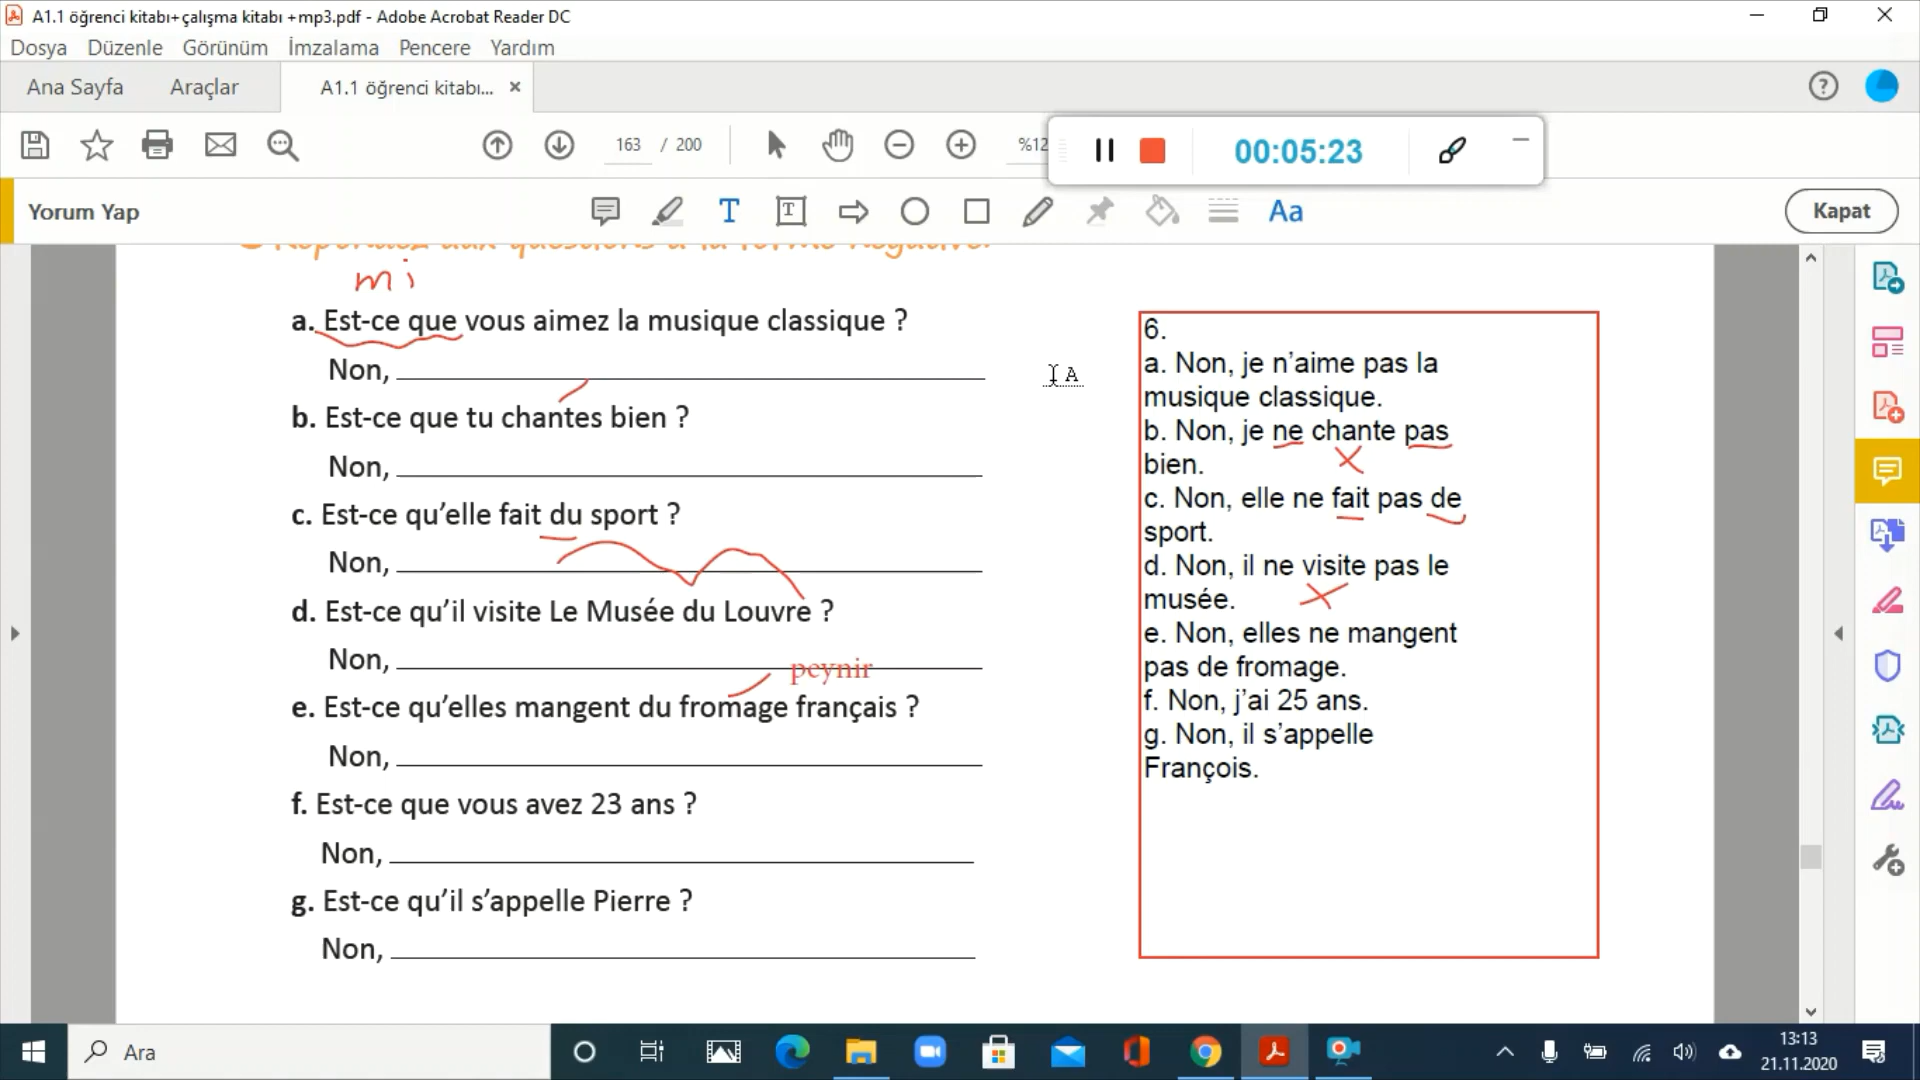 A1.1 öğrenci kitabı+çalışma kitabı +mp3.pdf - Adobe Acrobat Reader DC
Dosya Düzenle Görünüm İmzalama Pencere Yardım
Ana Sayfa Araçlar A1.1 öğrenci kitabı... ×
163 / 200 %12 00:05:23
Yorum Yap T T Aa Kapat
Répondez aux questions à la forme négative.
mi
a. Est-ce que vous aimez la musique classique ?
Non,
b. Est-ce que tu chantes bien ?
Non,
c. Est-ce qu'elle fait du sport ?
Non,
d. Est-ce qu'il visite Le Musée du Louvre ?
Non,
peynir
e. Est-ce qu'elles mangent du fromage français ?
Non,
f. Est-ce que vous avez 23 ans ?
Non,
g. Est-ce qu'il s'appelle Pierre ?
Non,
A
6.
a. Non, je n'aime pas la
musique classique.
b. Non, je ne chante pas
bien.
c. Non, elle ne fait pas de
sport.
d. Non, il ne visite pas le
musée.
e. Non, elles ne mangent
pas de fromage.
f. Non, j'ai 25 ans.
g. Non, il s'appelle
François.
Ara
13:13
21.11.2020